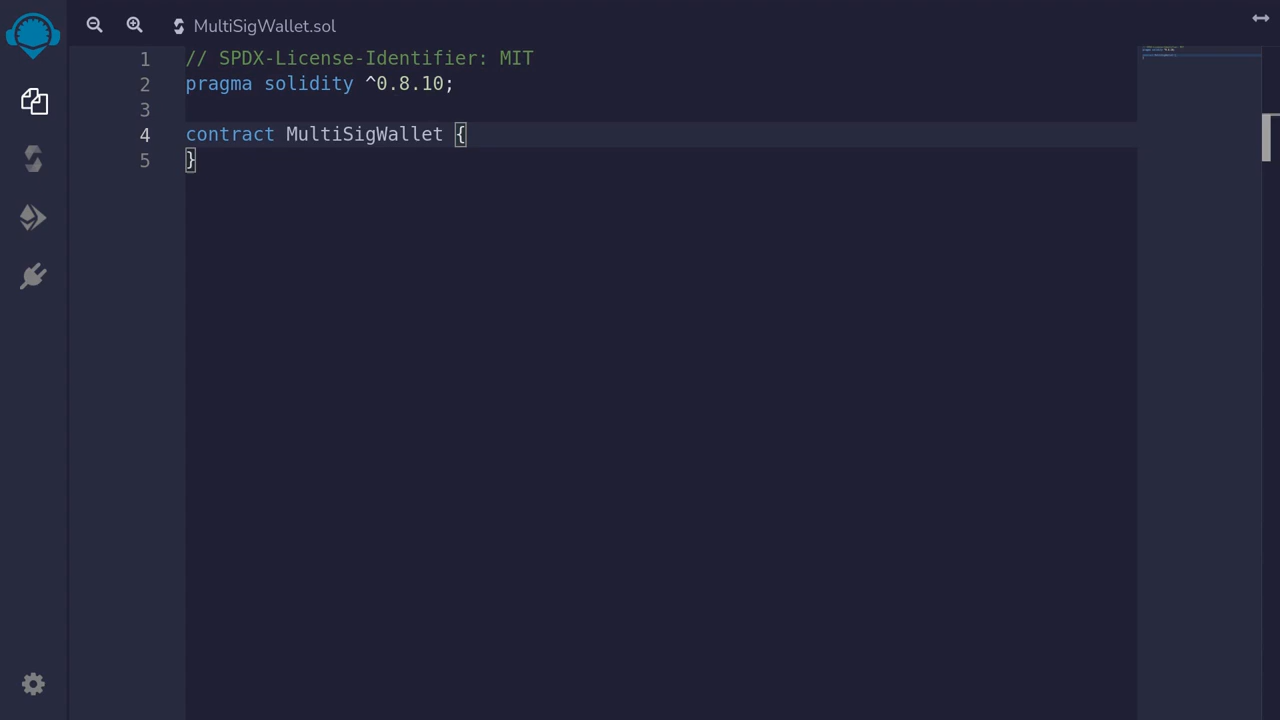 MultiSigWallet.sol
1 // SPDX-License-Identifier: MIT
2 pragma solidity ^0.8.10;
3
4 contract MultiSigWallet {
5 }